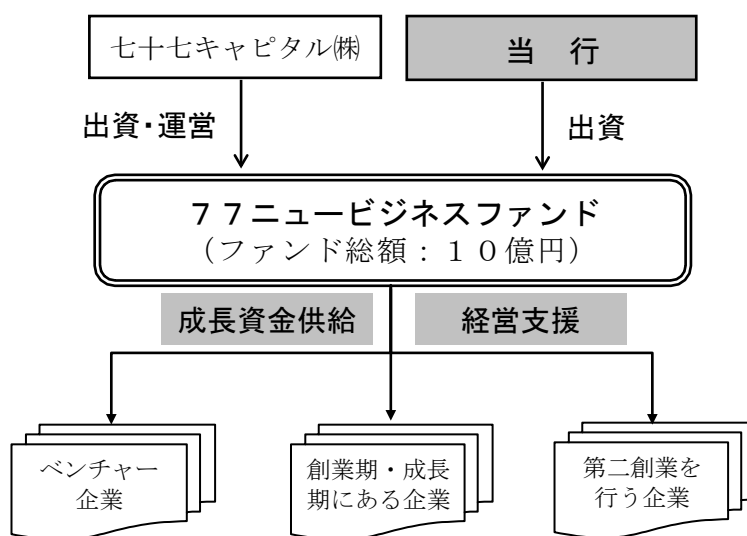 七十七キャピタル㈱
当　行
出資・運営
出資
７７ニュービジネスファンド
（ファンド総額：１０億円）
成長資金供給
経営支援
ベンチャー
企業
創業期・成長
期にある企業
第二創業を
行う企業